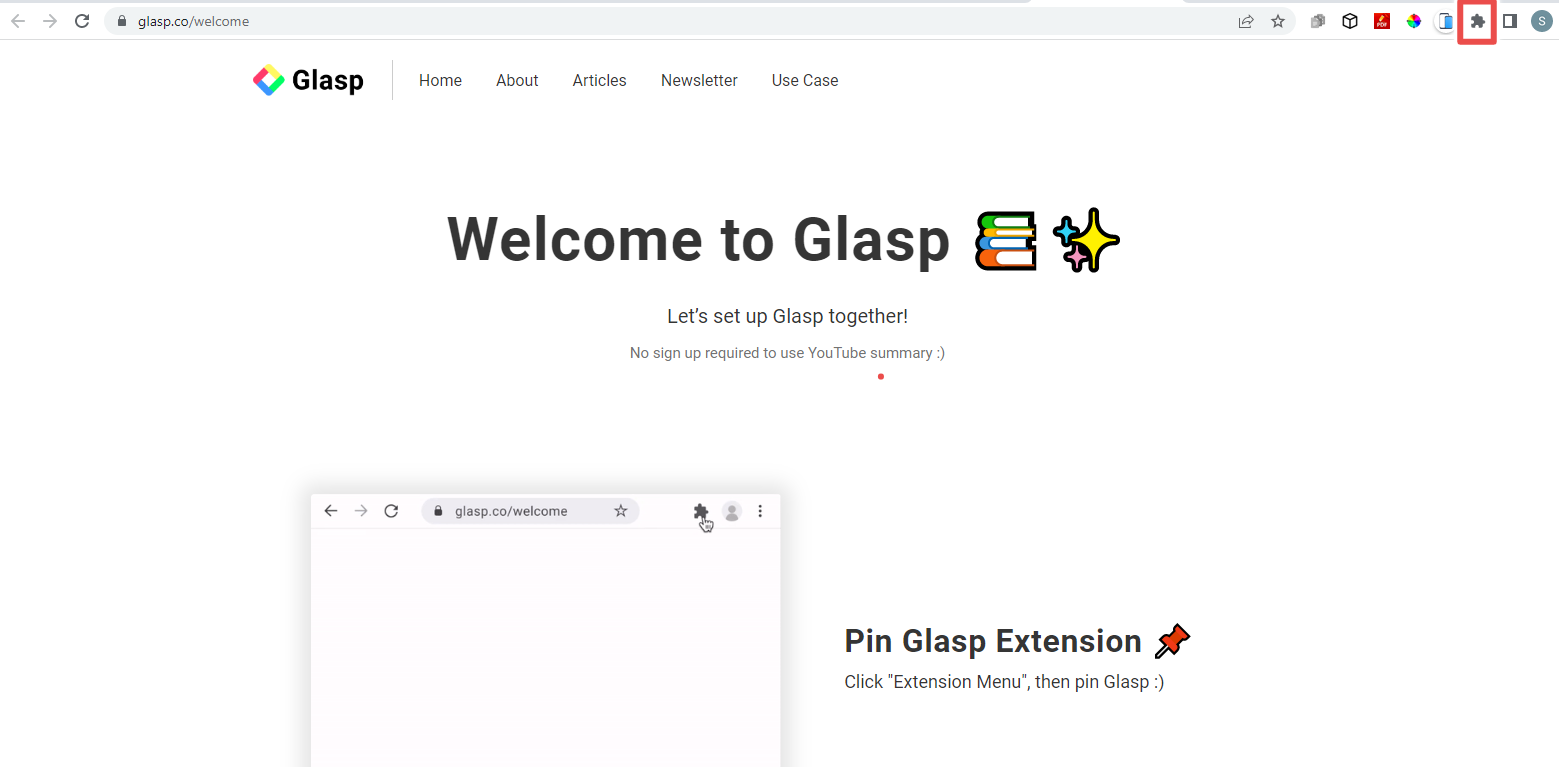 glasp.co/welcome
PDF
S
Glasp
Home About Articles Newsletter Use Case
Welcome to Glasp
Let’s set up Glasp together!
No sign up required to use YouTube summary :)
glasp.co/welcome
Pin Glasp Extension
Click "Extension Menu", then pin Glasp :)